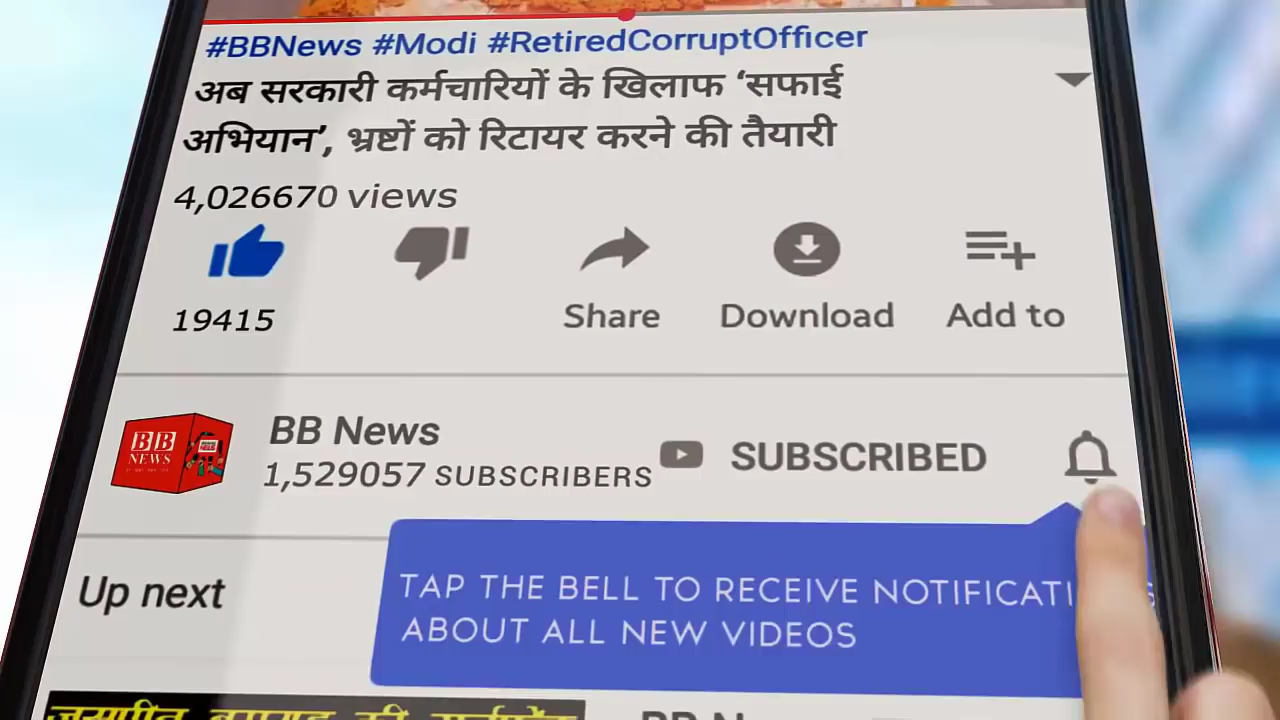 #BBNews #Modi #RetiredCorruptOfficer
अब सरकारी कर्मचारियों के खिलाफ ‘सफाई
अभियान’, भ्रष्टों को रिटायर करने की तैयारी
4,026670 views
19415
Share
Download
Add to
BB
NEWS
BB News
1,529057 SUBSCRIBERS
SUBSCRIBED
TAP THE BELL TO RECEIVE
ABOUT ALL NEW VIDEOS
Up next